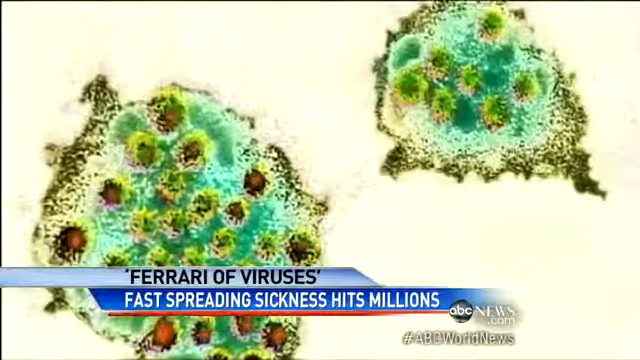 'FERRARI OF VIRUSES'
FAST SPREADING SICKNESS HITS MILLIONS
abc NEWS
.com
#ABCWorldNews